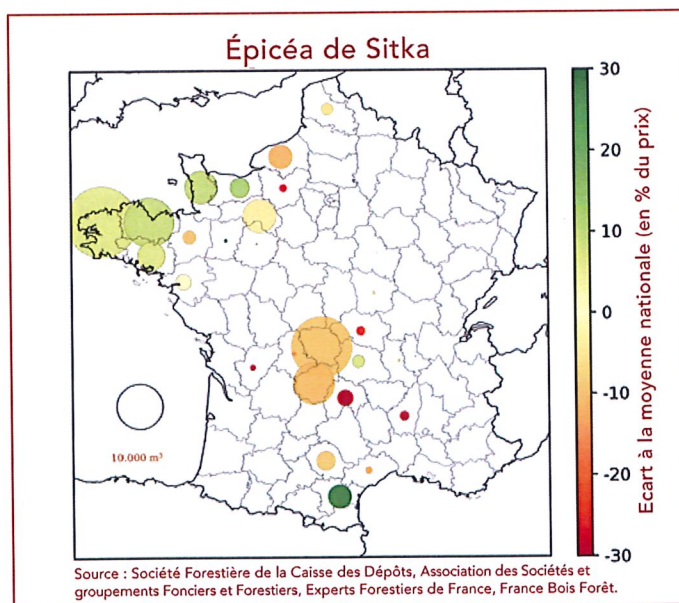 Épicéa de Sitka
30
20
10
0
-10
-20
-30
Ecart à la moyenne nationale (en % du prix)
10.000 m³
Source : Société Forestière de la Caisse des Dépôts, Association des Sociétés et
groupements Fonciers et Forestiers, Experts Forestiers de France, France Bois Forêt.